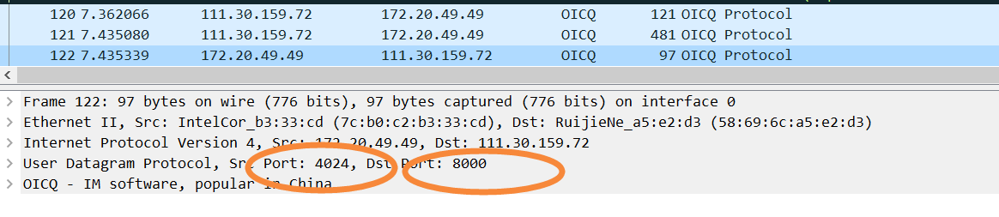 120 7.362066 111.30.159.72 172.20.49.49 OICQ 121 OICQ Protocol
121 7.435080 111.30.159.72 172.20.49.49 OICQ 481 OICQ Protocol
122 7.435339 172.20.49.49 111.30.159.72 OICQ 97 OICQ Protocol
Frame 122: 97 bytes on wire (776 bits), 97 bytes captured (776 bits) on interface 0
Ethernet II, Src: IntelCor_b3:33:cd (7c:b0:c2:b3:33:cd), Dst: RuijieNe_a5:e2:d3 (58:69:6c:a5:e2:d3)
Internet Protocol Version 4, Src: 172.20.49.49, Dst: 111.30.159.72
User Datagram Protocol, Src Port: 4024, Dst Port: 8000
OICQ - IM software, popular in China